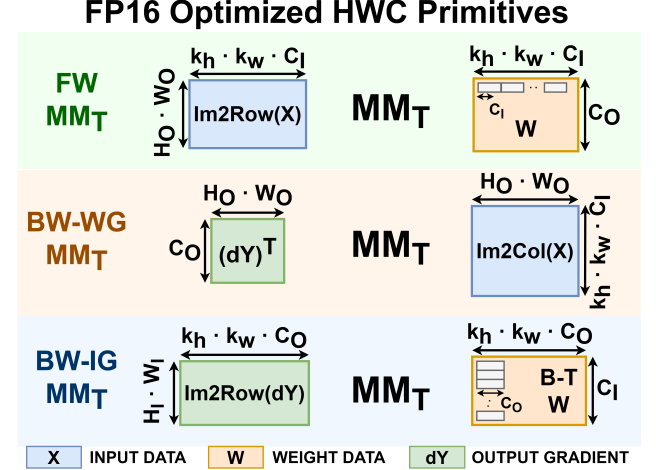 FP16 Optimized HWC Primitives
FW
MMT
HO · WO
kh · kw · CI
Im2Row(X)
MMT
kh · kw · CI
CI
··
W
CO
BW-WG
MMT
HO · WO
CO
(dY)T
MMT
HO · WO
Im2Col(X)
kh · kw · CI
BW-IG
MMT
kh · kw · CO
HI · WI
Im2Row(dY)
MMT
kh · kw · CO
CO
B-T
W
CI
X INPUT DATA W WEIGHT DATA dY OUTPUT GRADIENT